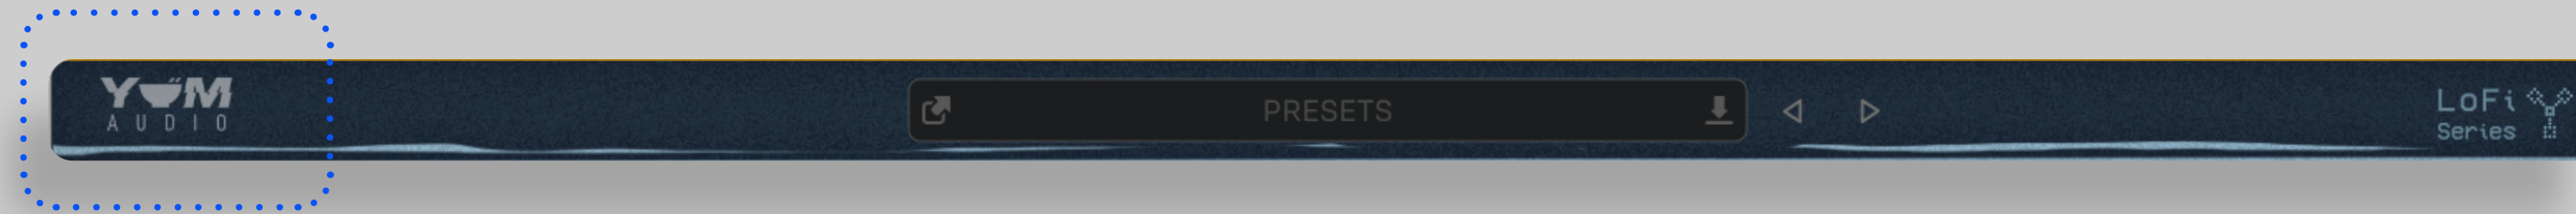 YUM
AUDIO
PRESETS
LoFi
Series